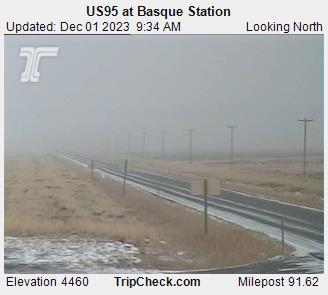 US95 at Basque Station
Updated: Dec 01 2023 9:34 AM Looking North
Elevation 4460 TripCheck.com Milepost 91.62